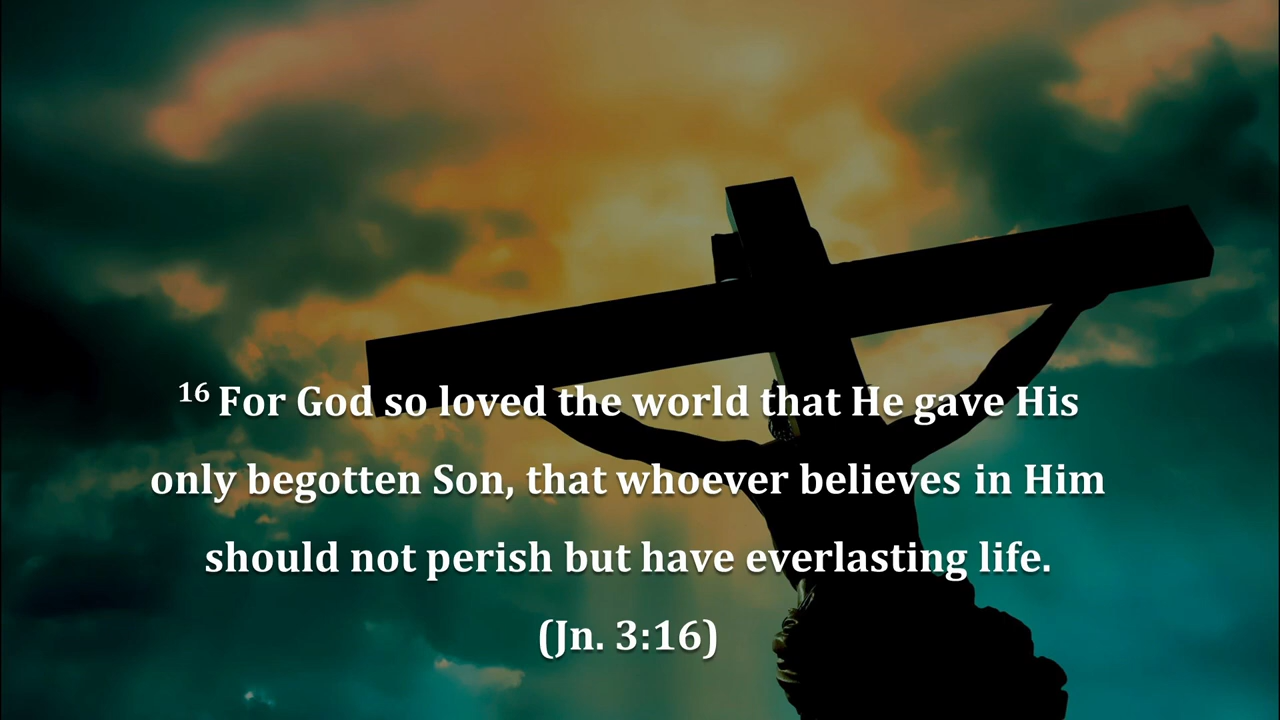 16 For God so loved the world that He gave His
only begotten Son, that whoever believes in Him
should not perish but have everlasting life.
(Jn. 3:16)